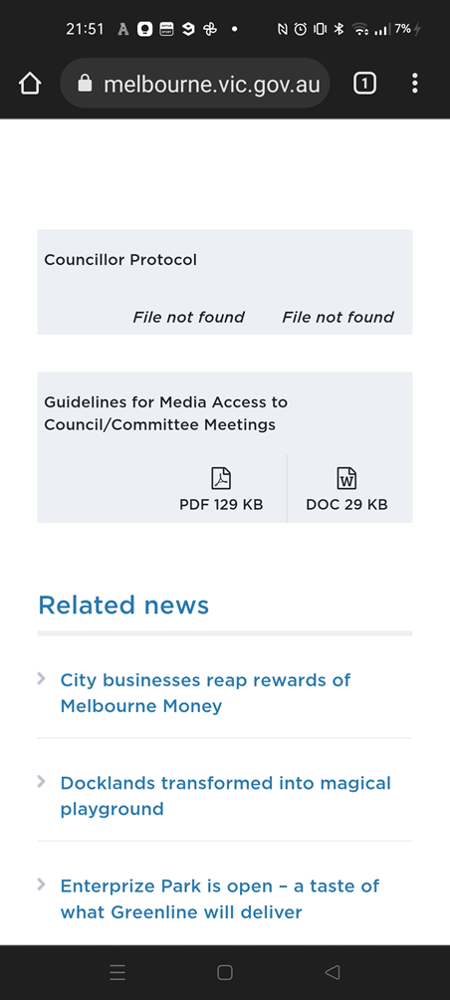 21:51
7%
melbourne.vic.gov.au
1
Councillor Protocol
File not found File not found
Guidelines for Media Access to
Council/Committee Meetings
PDF 129 KB DOC 29 KB
Related news
City businesses reap rewards of
Melbourne Money
Docklands transformed into magical
playground
Enterprize Park is open – a taste of
what Greenline will deliver